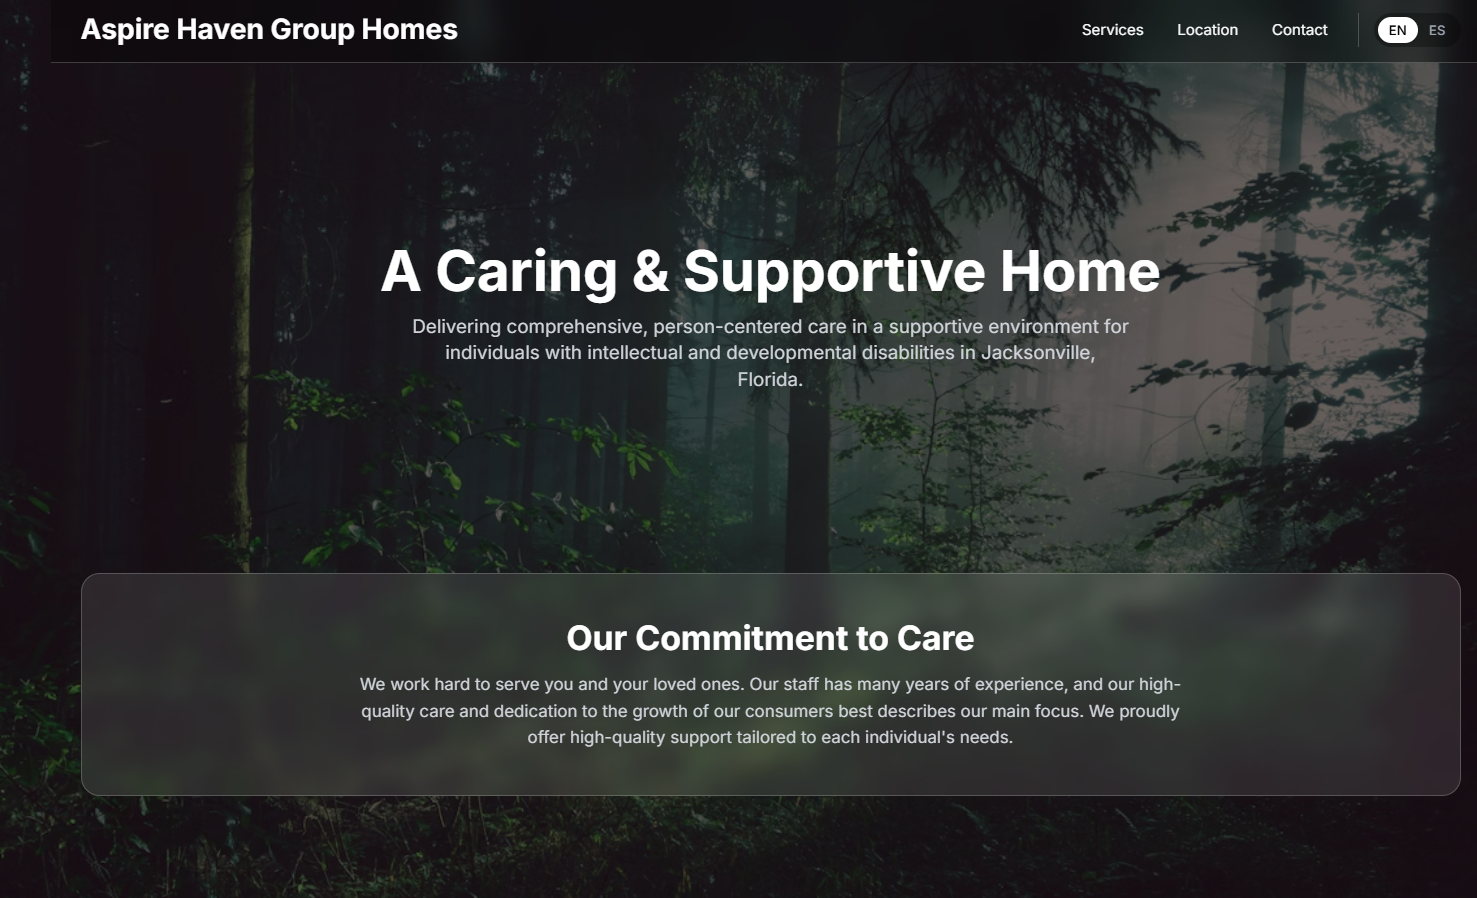 Aspire Haven Group Homes
Services
Location
Contact
EN
ES
A Caring & Supportive Home
Delivering comprehensive, person-centered care in a supportive environment for
individuals with intellectual and developmental disabilities in Jacksonville,
Florida.
Our Commitment to Care
We work hard to serve you and your loved ones. Our staff has many years of experience, and our high-
quality care and dedication to the growth of our consumers best describes our main focus. We proudly
offer high-quality support tailored to each individual's needs.